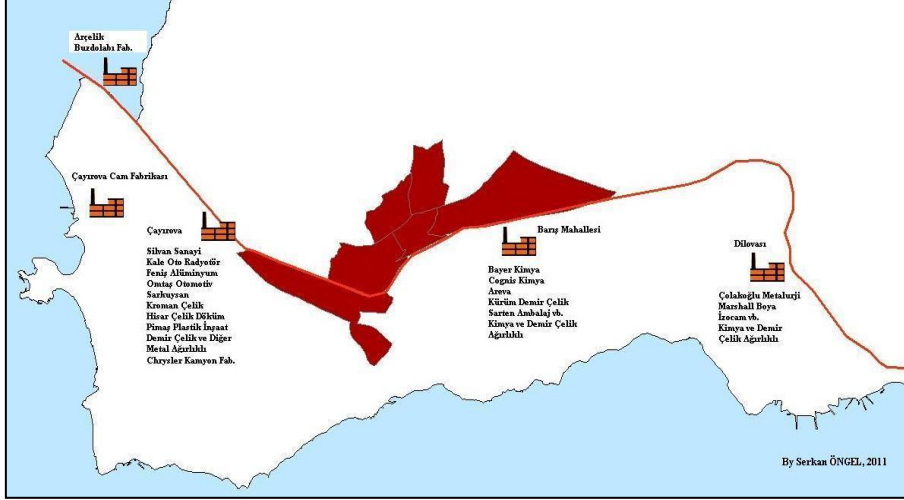 Arçelik
Buzdolabı Fab.
Çayırova Cam Fabrikası
Çayırova
Silvan Sanayi
Kale Oto Radyotör
Feniş Alüminyum
Omtaş Otomotiv
Sarkuysan
Kroman Çelik
Hisar Çelik Döküm
Pimaş Plastik İnşaat
Demir Çelik ve Diğer
Metal Ağırlıklı
Chrysler Kamyon Fab.
Barış Mahallesi
Bayer Kimya
Cognis Kimya
Areva
Kürüm Demir Çelik
Sarten Ambalaj vb.
Kimya ve Demir Çelik
Ağırlıklı
Dilovası
Çolakoğlu Metalurji
Marshall Boya
İzocam vb.
Kimya ve Demir
Çelik Ağırlıklı
By Serkan ÖNGEL, 2011